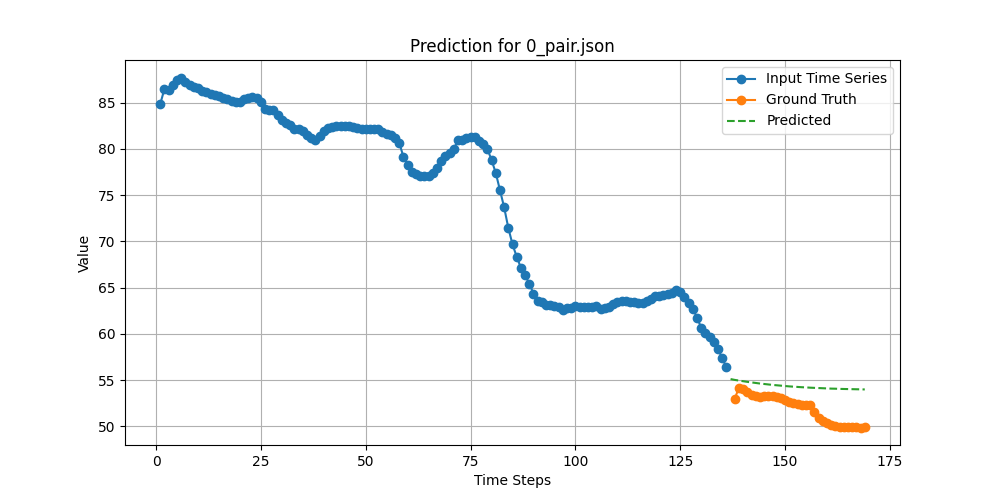 Prediction for 0_pair.json
Input Time Series
Ground Truth
Predicted
Value
85
80
75
70
65
60
55
50
0 25 50 75 100 125 150 175
Time Steps